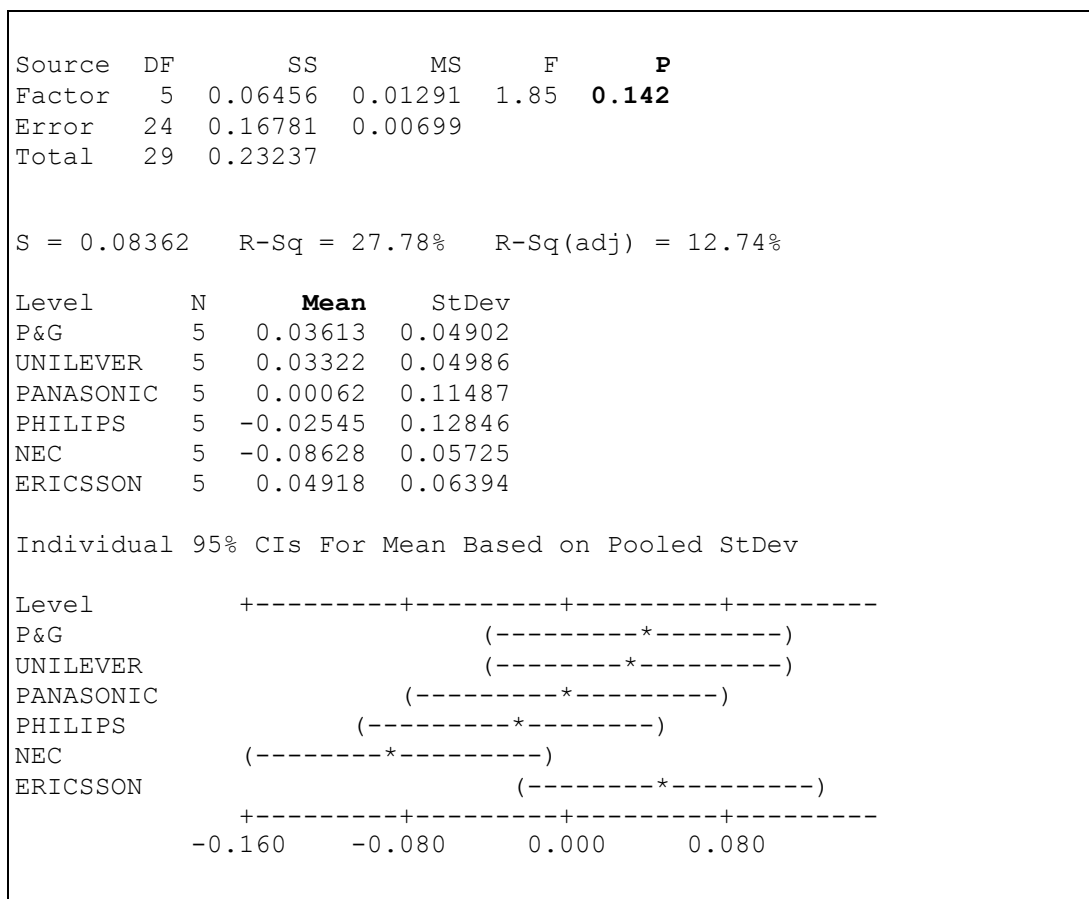 Source  DF       SS       MS     F      P
Factor   5  0.06456  0.01291  1.85  0.142
Error   24  0.16781  0.00699
Total   29  0.23237
S = 0.08362   R-Sq = 27.78%   R-Sq(adj) = 12.74%
Level      N      Mean    StDev
P&G        5   0.03613  0.04902
UNILEVER   5   0.03322  0.04986
PANASONIC  5   0.00062  0.11487
PHILIPS    5  -0.02545  0.12846
NEC        5  -0.08628  0.05725
ERICSSON   5   0.04918  0.06394
Individual 95% CIs For Mean Based on Pooled StDev
Level         +---------+---------+---------+---------
P&G                          (---------*--------)
UNILEVER                     (--------*---------)
PANASONIC               (---------*---------)
PHILIPS              (---------*--------)
NEC           (--------*---------)
ERICSSON                       (--------*---------)
              +---------+---------+---------+---------
           -0.160    -0.080     0.000     0.080